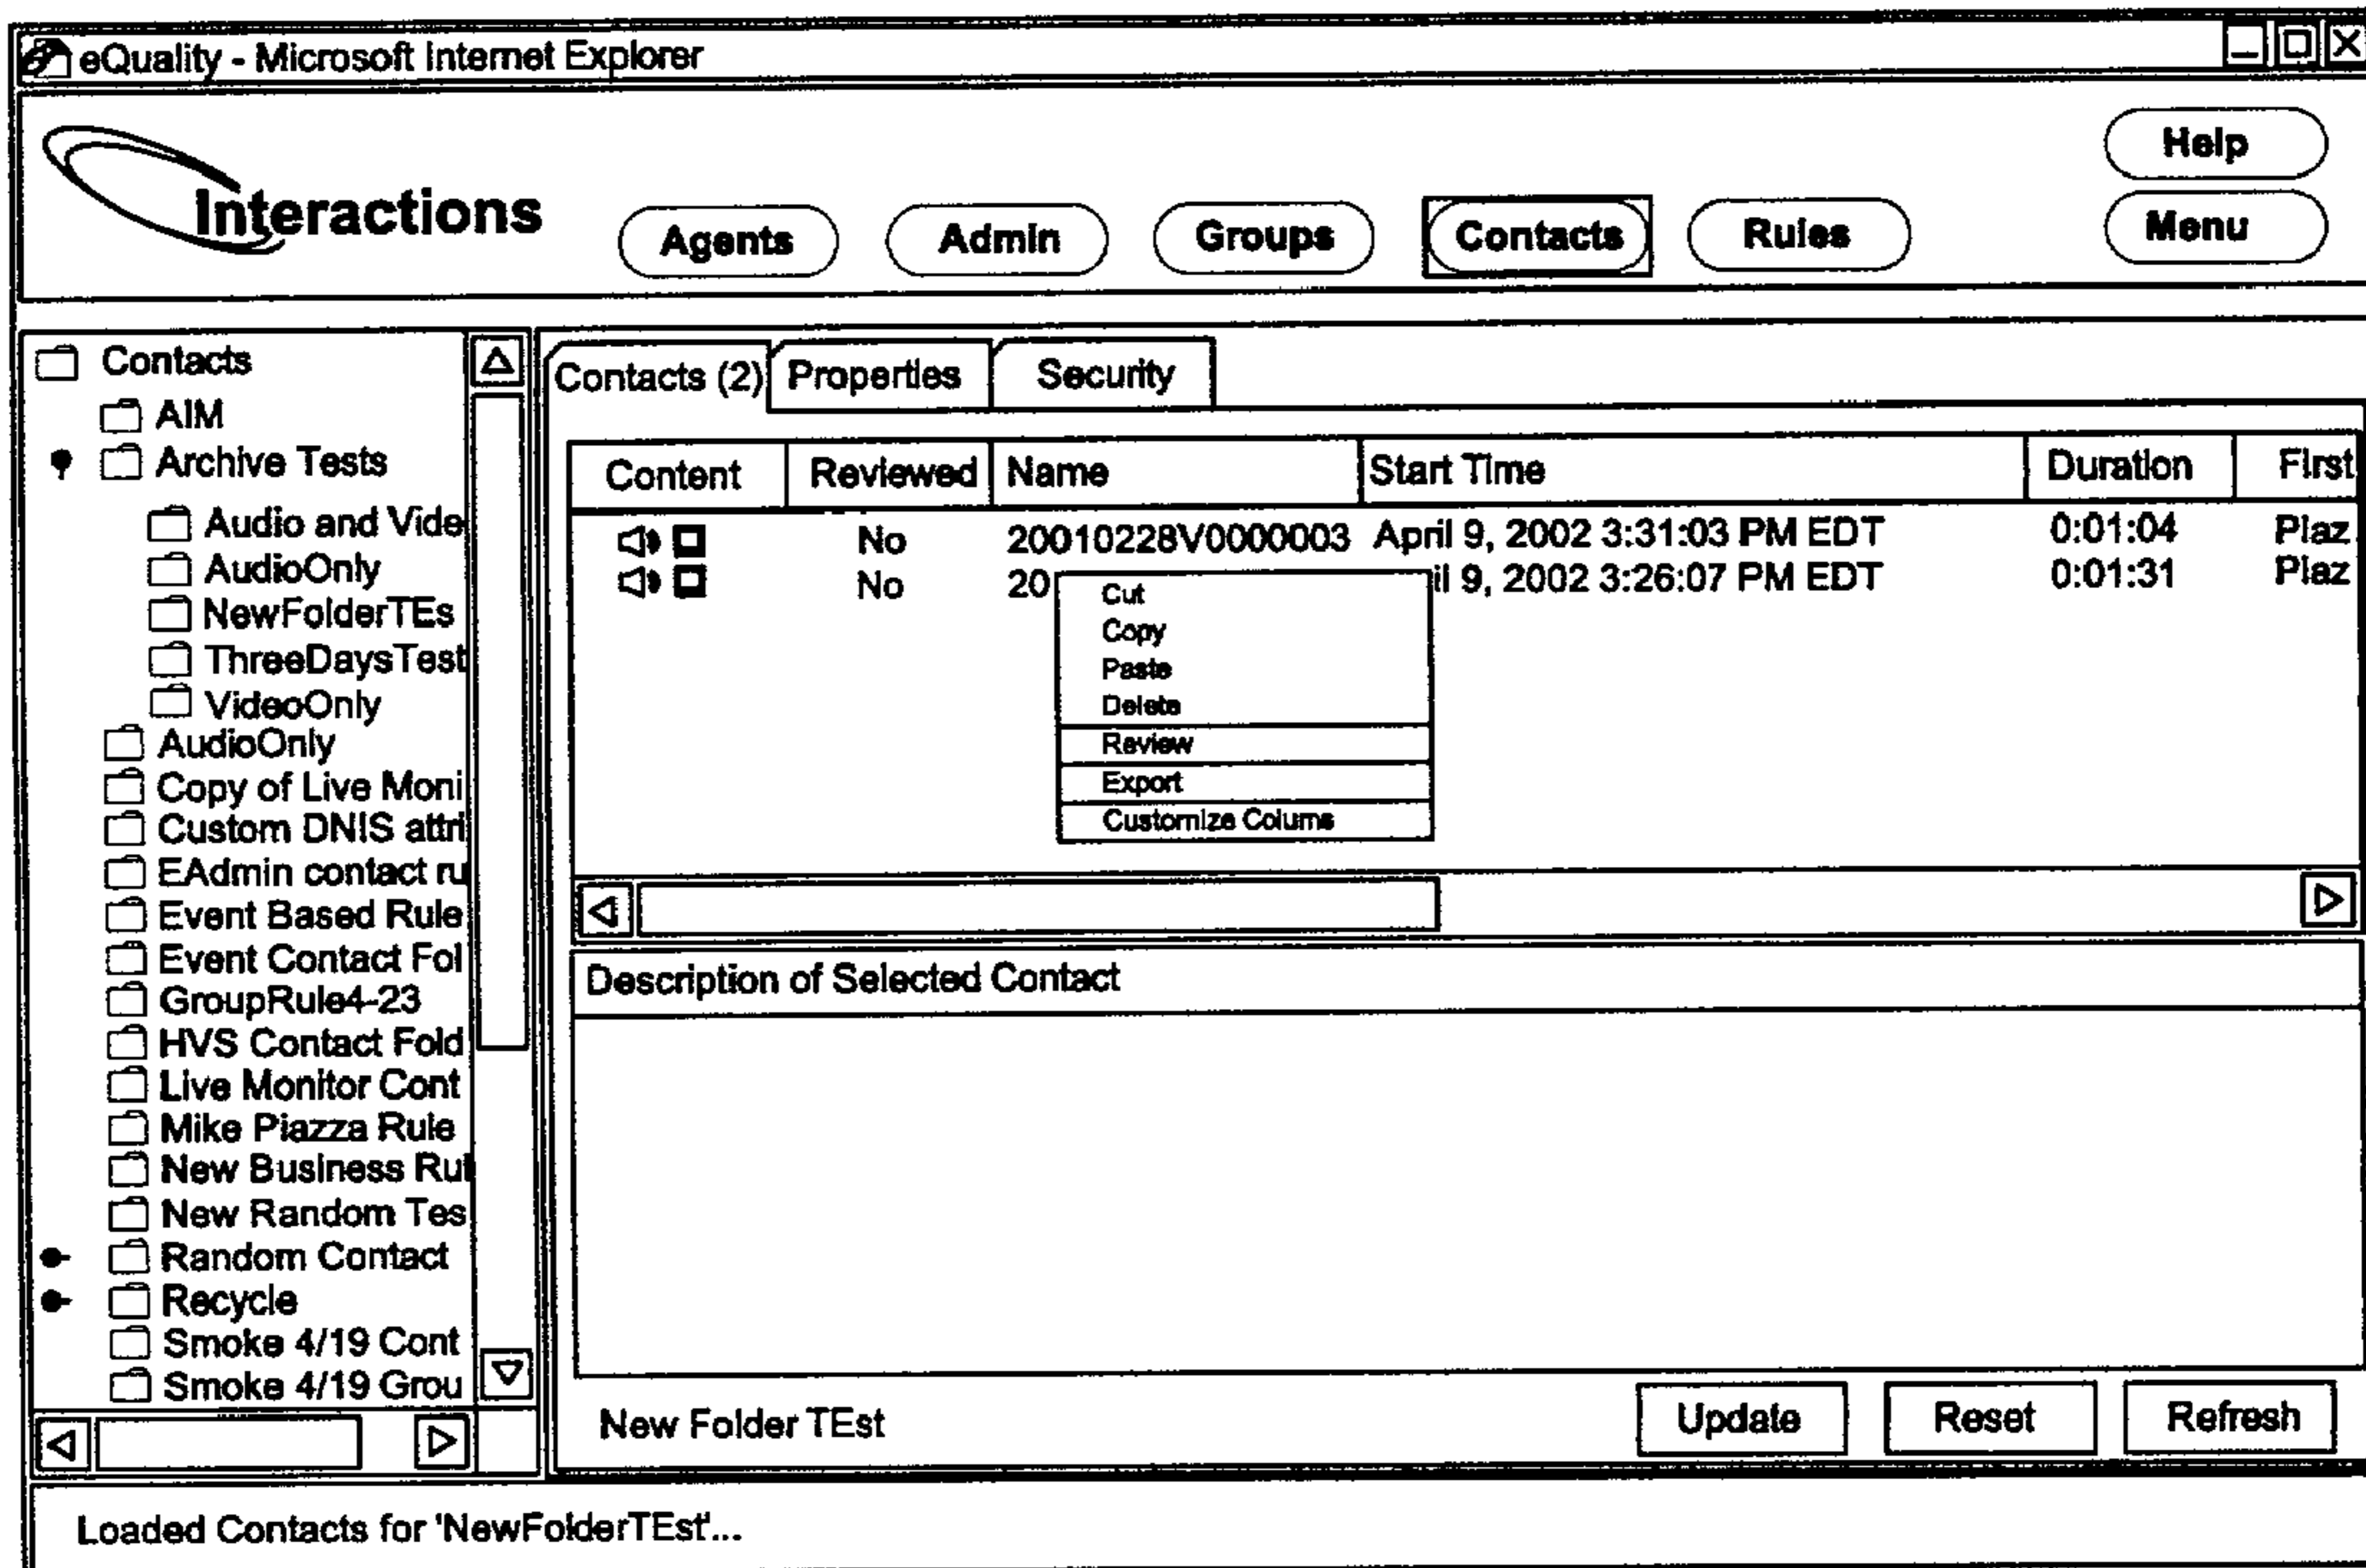 eQuality - Microsoft Internet Explorer
Help
Interactions
Agents Admin Groups Contacts Rules Menu
Contacts
AIM
Archive Tests
Audio and Vide
AudioOnly
NewFolderTEs
ThreeDaysTest
VideoOnly
AudioOnly
Copy of Live Moni
Custom DNIS attri
EAdmin contact ru
Event Based Rule
Event Contact Fol
GroupRule4-23
HVS Contact Fold
Live Monitor Cont
Mike Piazza Rule
New Business Rul
New Random Tes
Random Contact
Recycle
Smoke 4/19 Cont
Smoke 4/19 Grou
Contacts (2) Properties Security
Content Reviewed Name Start Time Duration First
No 20010228V0000003 April 9, 2002 3:31:03 PM EDT 0:01:04 Piaz
No 20 il 9, 2002 3:26:07 PM EDT 0:01:31 Piaz
Cut
Copy
Paste
Delete
Review
Export
Customize Colums
Description of Selected Contact
New Folder TEst Update Reset Refresh
Loaded Contacts for 'NewFolderTEst'...